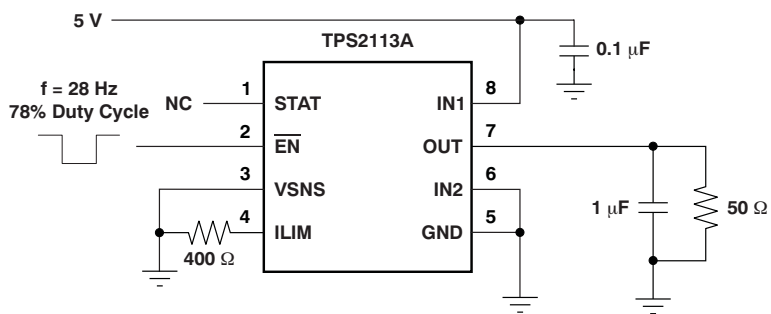 5 V
TPS2113A
0.1 μF
f = 28 Hz
78% Duty Cycle
NC
1
STAT
IN1
8
2
EN
OUT
7
3
VSNS
IN2
6
4
ILIM
GND
5
400 Ω
1 μF
50 Ω